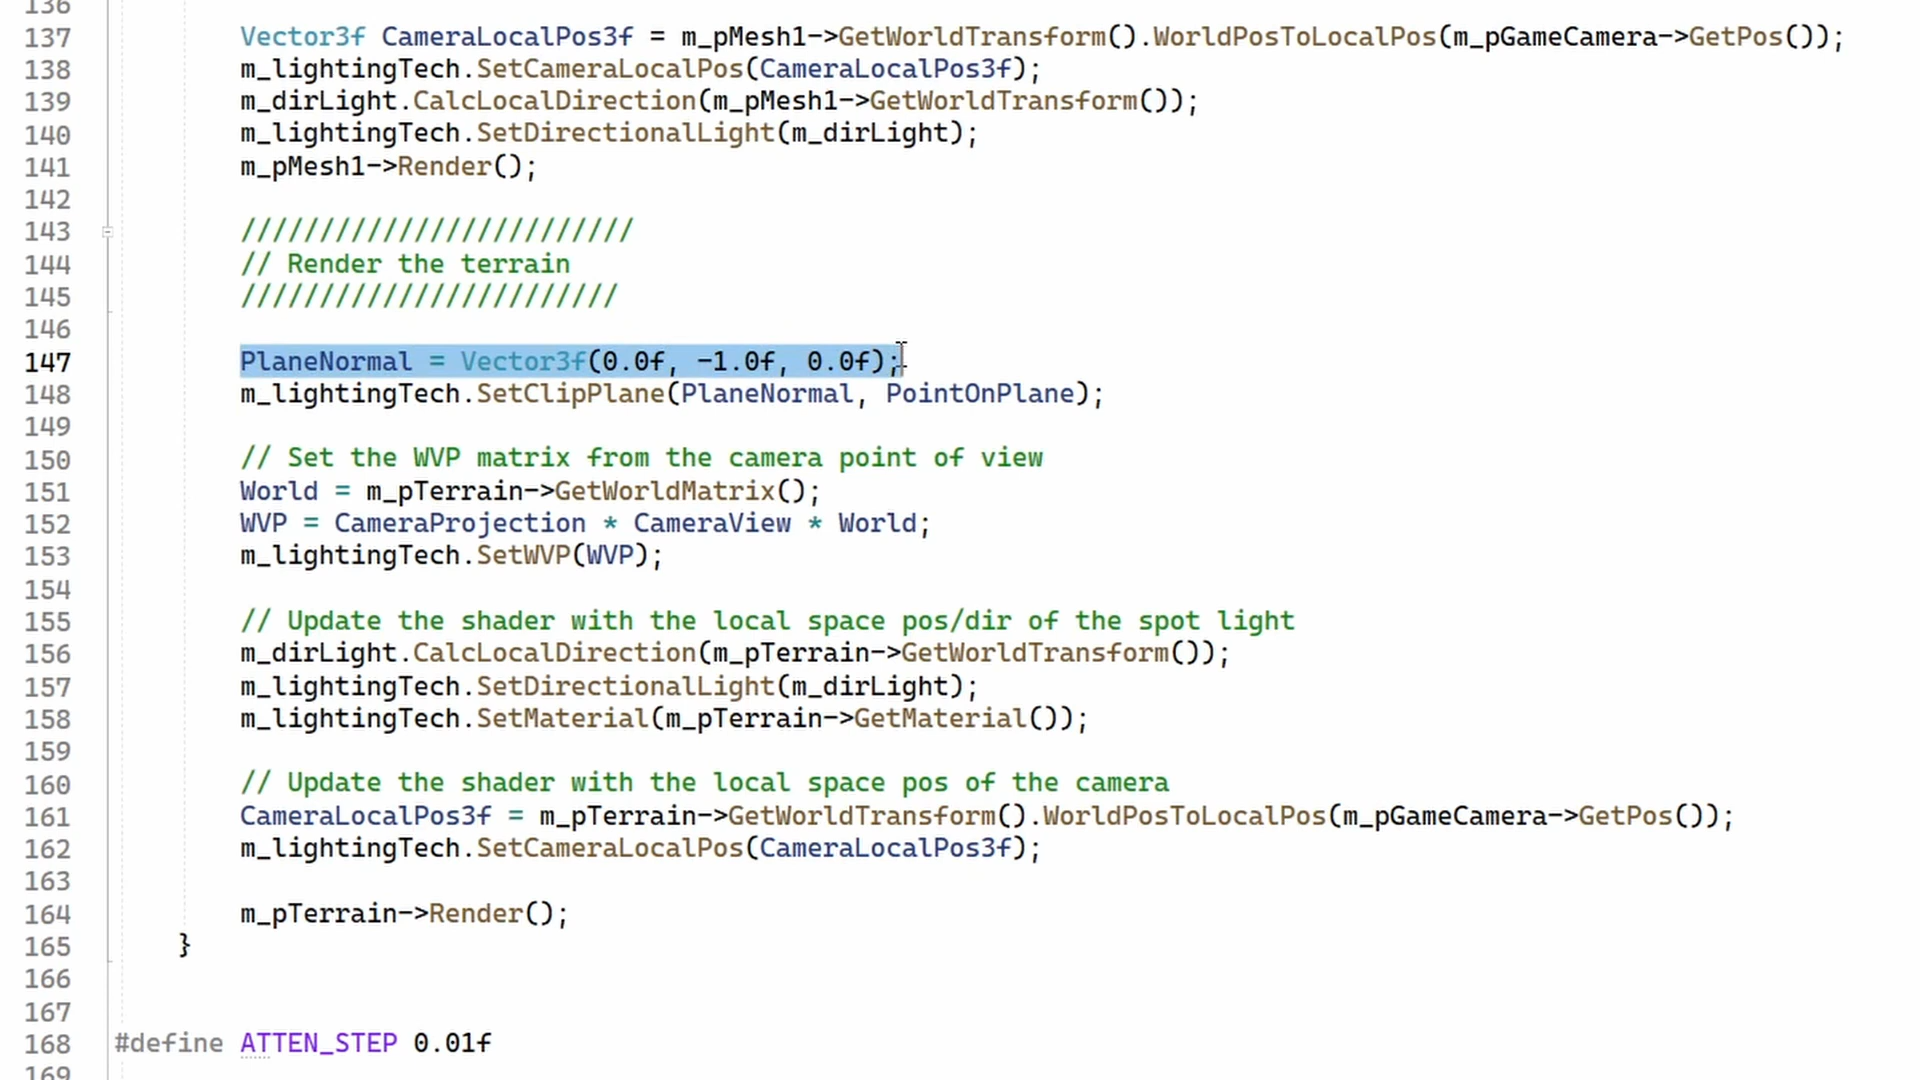 136
137 Vector3f CameraLocalPos3f = m_pMesh1->GetWorldTransform().WorldPosToLocalPos(m_pGameCamera->GetPos());
138 m_lightingTech.SetCameraLocalPos(CameraLocalPos3f);
139 m_dirLight.CalcLocalDirection(m_pMesh1->GetWorldTransform());
140 m_lightingTech.SetDirectionalLight(m_dirLight);
141 m_pMesh1->Render();
142
143 /////////////////////////
144 // Render the terrain
145 ////////////////////////
146
147 PlaneNormal = Vector3f(0.0f, -1.0f, 0.0f);
148 m_lightingTech.SetClipPlane(PlaneNormal, PointOnPlane);
149
150 // Set the WVP matrix from the camera point of view
151 World = m_pTerrain->GetWorldMatrix();
152 WVP = CameraProjection * CameraView * World;
153 m_lightingTech.SetWVP(WVP);
154
155 // Update the shader with the local space pos/dir of the spot light
156 m_dirLight.CalcLocalDirection(m_pTerrain->GetWorldTransform());
157 m_lightingTech.SetDirectionalLight(m_dirLight);
158 m_lightingTech.SetMaterial(m_pTerrain->GetMaterial());
159
160 // Update the shader with the local space pos of the camera
161 CameraLocalPos3f = m_pTerrain->GetWorldTransform().WorldPosToLocalPos(m_pGameCamera->GetPos());
162 m_lightingTech.SetCameraLocalPos(CameraLocalPos3f);
163
164 m_pTerrain->Render();
165 }
166
167
168 #define ATTEN_STEP 0.01f
169